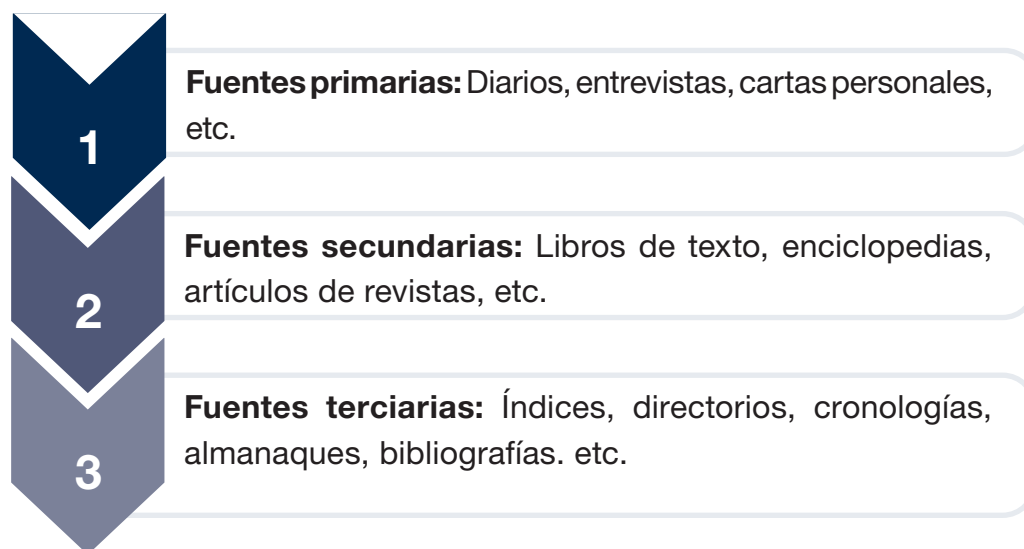 1
Fuentes primarias: Diarios, entrevistas, cartas personales,
etc.
2
Fuentes secundarias: Libros de texto, enciclopedias,
artículos de revistas, etc.
3
Fuentes terciarias: Índices, directorios, cronologías,
almanaques, bibliografías. etc.